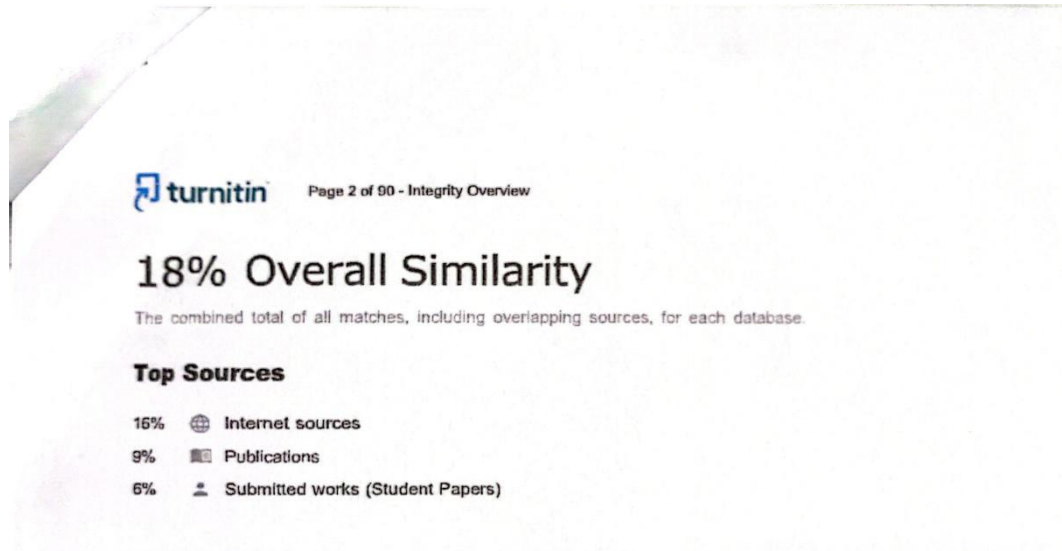 turnitin Page 2 of 90 - Integrity Overview
18% Overall Similarity
The combined total of all matches, including overlapping sources, for each database.
Top Sources
16% Internet sources
9% Publications
6% Submitted works (Student Papers)